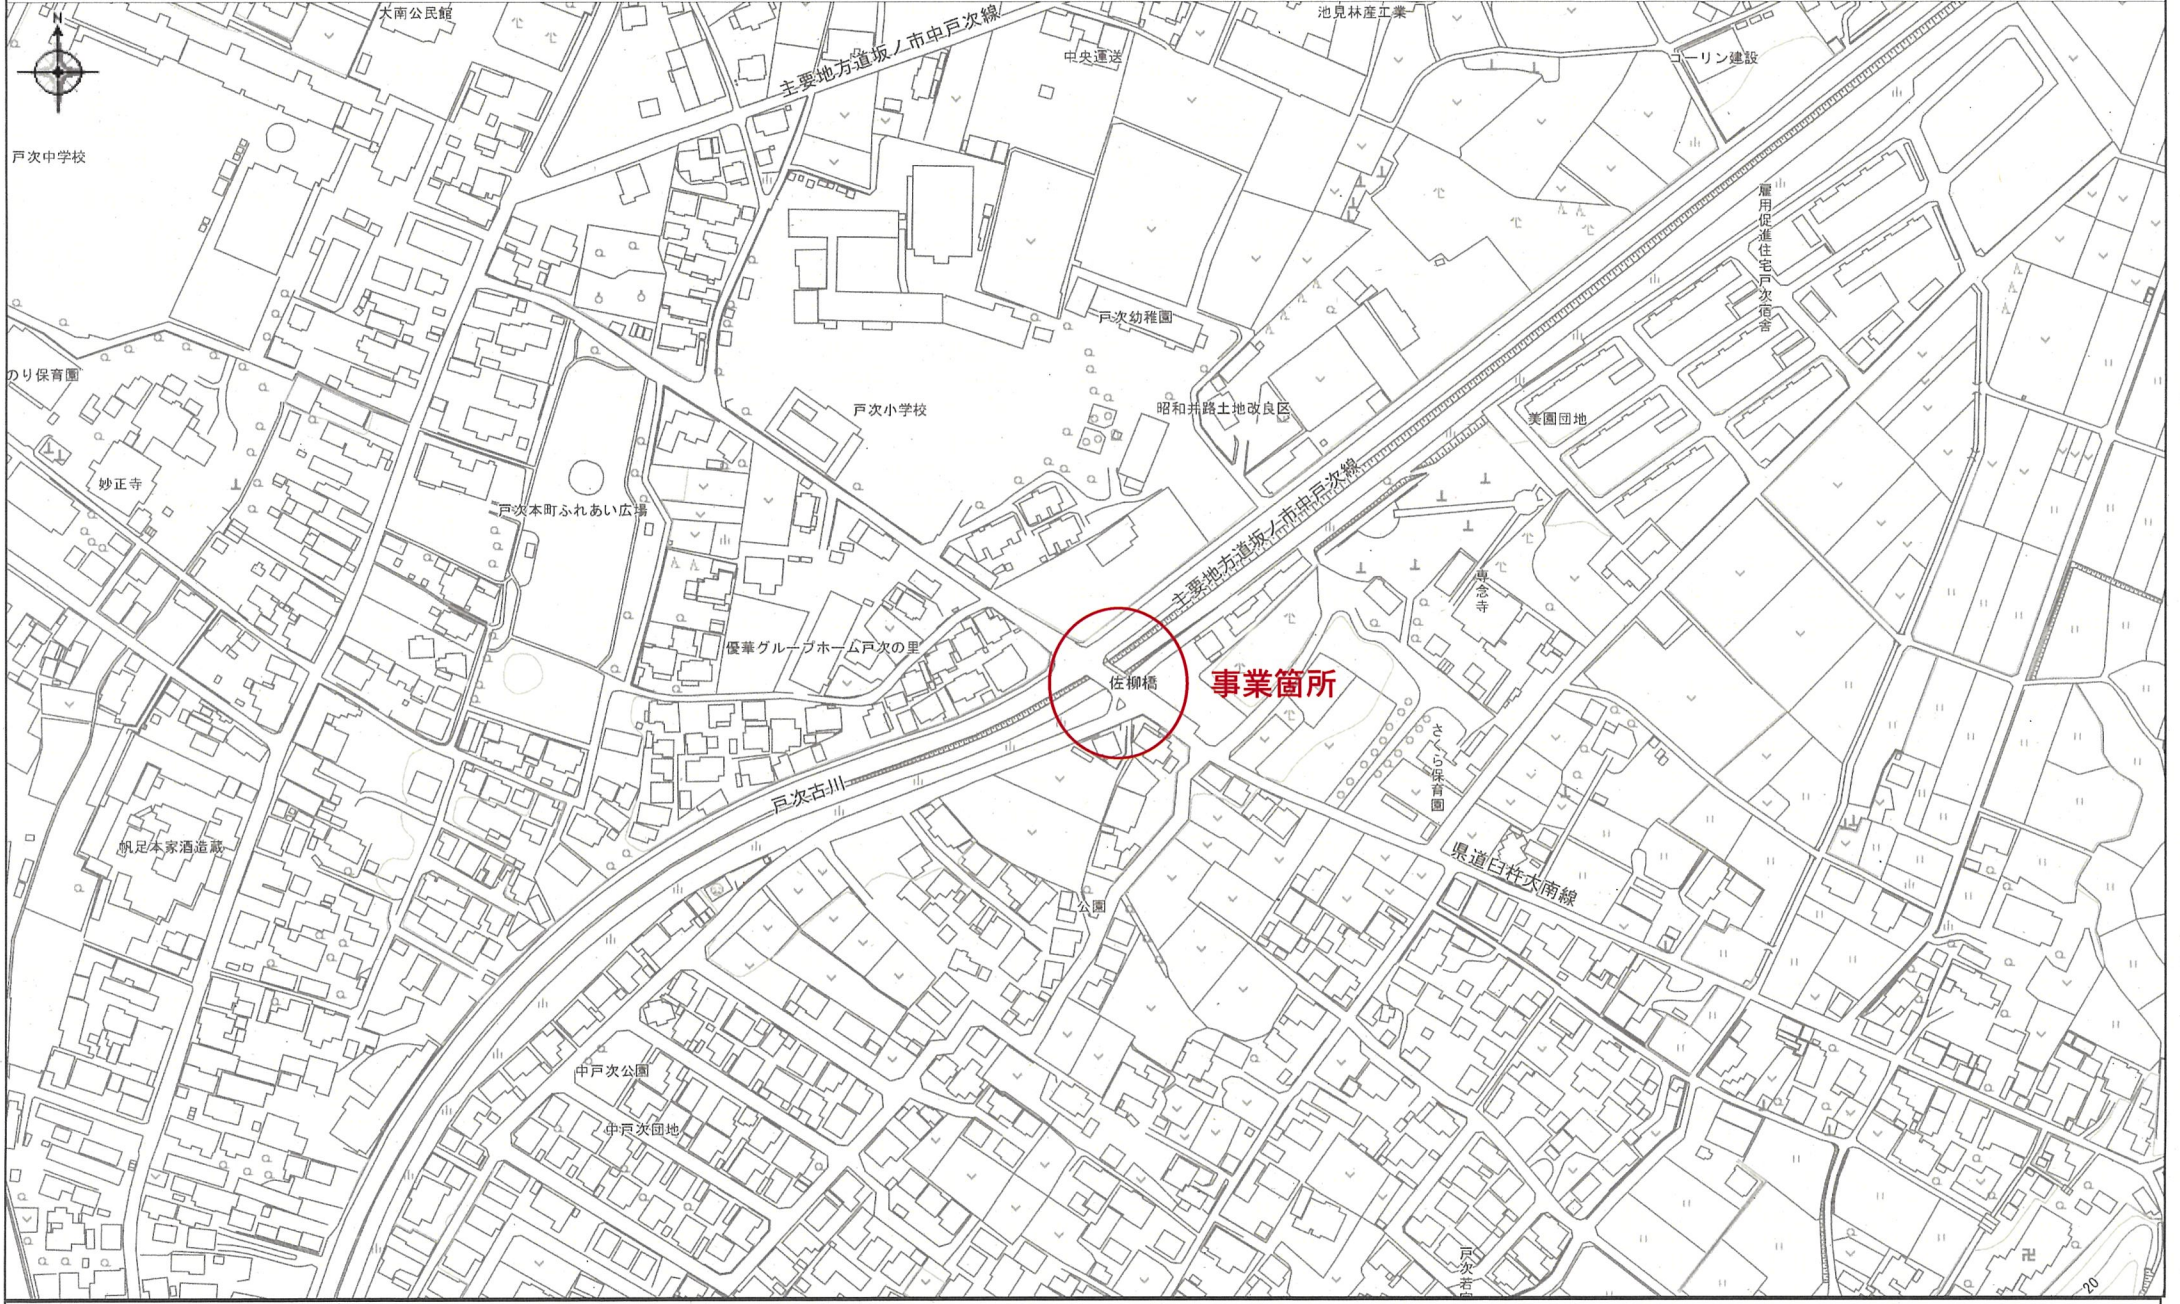 N
大南公民館
池見林産工業
主要地方道坂ノ市中戸次線
中央運送
ゴーリン建設
戸次中学校
雇用促進住宅戸次宿舎
戸次幼稚園
のり保育園
戸次小学校
昭和井路土地改良区
美園団地
妙正寺
戸次本町ふれあい広場
主要地方道坂ノ市中戸次線
専念寺
優華グループホーム戸次の里
佐柳橋
事業箇所
さくら保育園
戸次古川
帆足本家酒造蔵
県道臼杵大南線
公園
中戸次公園
中戸次団地
戸次若宮
20